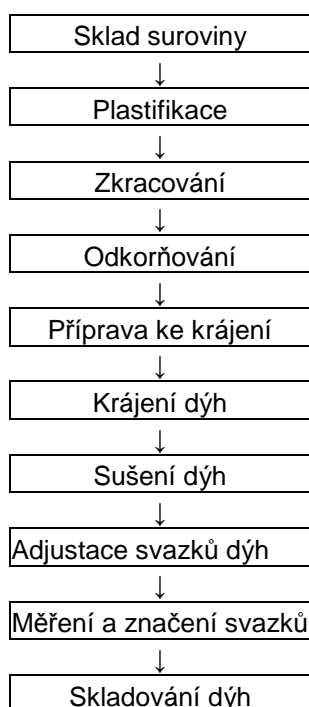 Sklad suroviny
↓
Plastifikace
↓
Zkracování
↓
Odkorňování
↓
Příprava ke krájení
↓
Krájení dýh
↓
Sušení dýh
↓
Adjustace svazků dýh
↓
Měření a značení svazků
↓
Skladování dýh